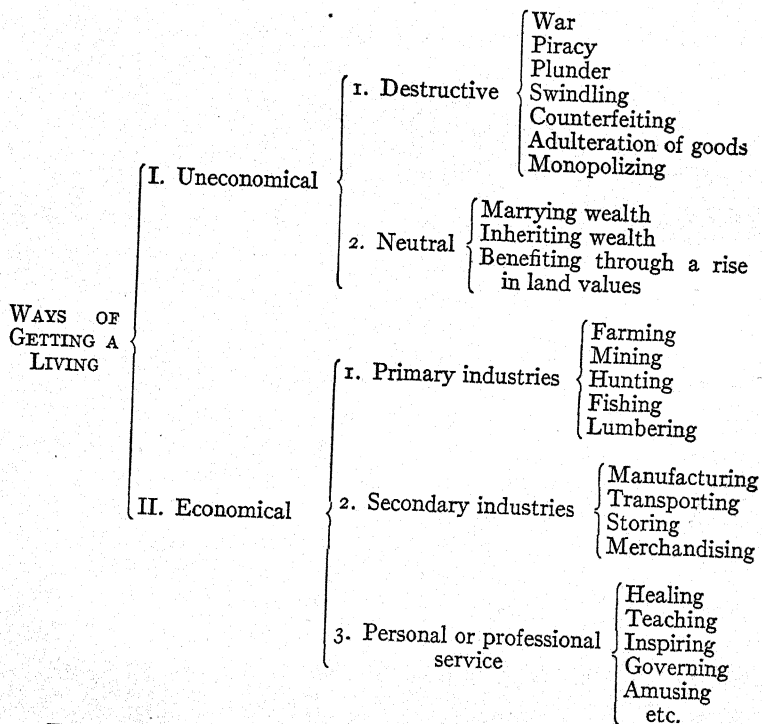 WAYS OF
GETTING A
LIVING
I. Uneconomical
1. Destructive
War
Piracy
Plunder
Swindling
Counterfeiting
Adulteration of goods
Monopolizing
2. Neutral
Marrying wealth
Inheriting wealth
Benefiting through a rise
in land values
II. Economical
1. Primary industries
Farming
Mining
Hunting
Fishing
Lumbering
2. Secondary industries
Manufacturing
Transporting
Storing
Merchandising
3. Personal or professional
service
Healing
Teaching
Inspiring
Governing
Amusing
etc.